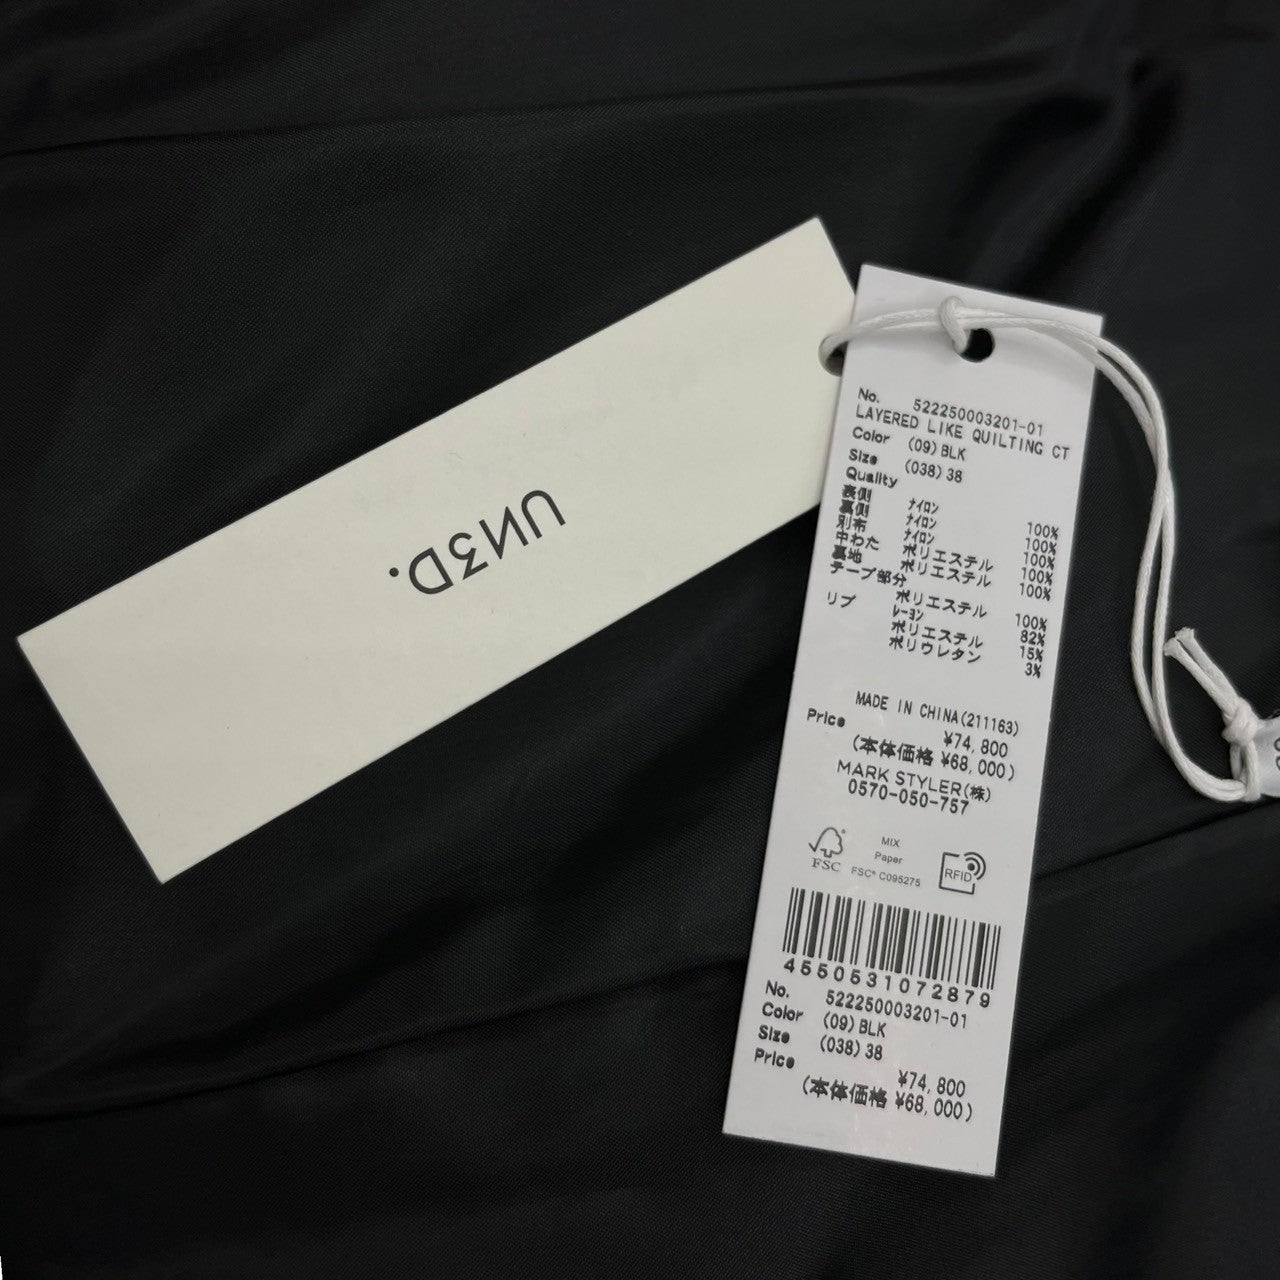 UN3D.
No. 522250003201-01
LAYERED LIKE QUILTING CT
Color (09)BLK
Size (038)38
Quality
表側 ナイロン 100%
裏側 ナイロン 100%
別布 ナイロン 100%
中わた ポリエステル 100%
裏地 ポリエステル 100%
テープ部分
ポリエステル 100%
リブ レーヨン 82%
ポリエステル 15%
ポリウレタン 3%
MADE IN CHINA(211163)
Price ¥74,800
(本体価格 ¥68,000)
MARK STYLER(株)
0570-050-757
FSC
MIX
Paper
FSC® C095275
RFID
4550531072879
No. 522250003201-01
Color (09)BLK
Size (038)38
Price ¥74,800
(本体価格 ¥68,000)